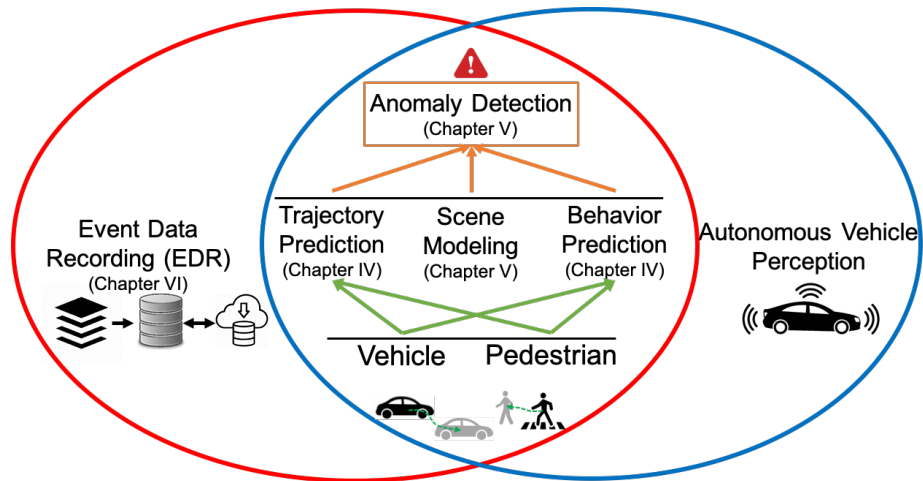 Anomaly Detection
(Chapter V)
Trajectory
Prediction
(Chapter IV)
Scene
Modeling
(Chapter V)
Behavior
Prediction
(Chapter IV)
Event Data
Recording (EDR)
(Chapter VI)
Autonomous Vehicle
Perception
Vehicle
Pedestrian